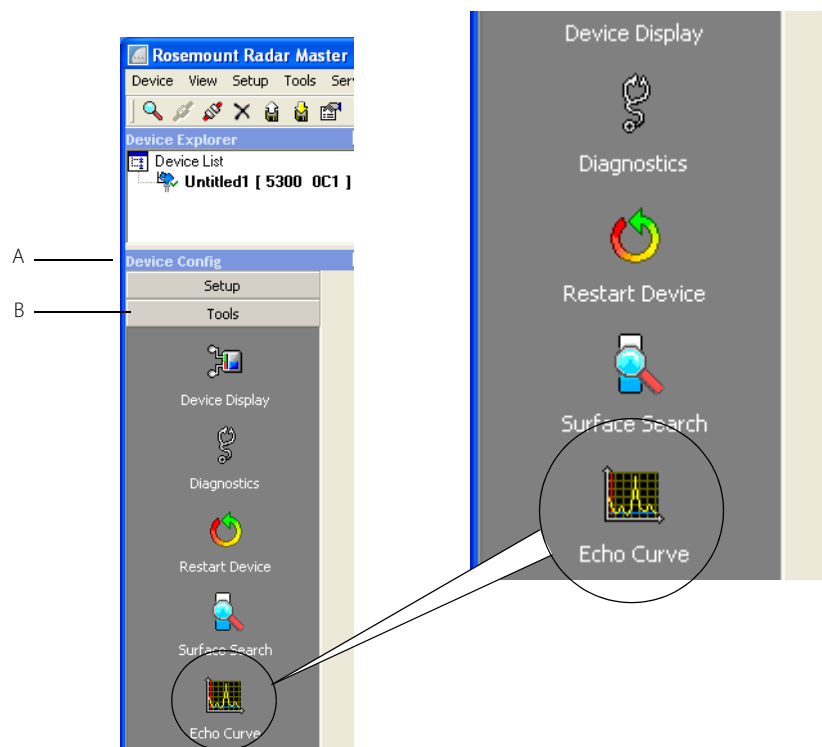 Rosemount Radar Master
Device View Setup Tools Ser
Device Explorer
Device List
Untitled1 [ 5300 0C1 ]
A
Device Config
Setup
B
Tools
Device Display
Diagnostics
Restart Device
Surface Search
Echo Curve
Device Display
Diagnostics
Restart Device
Surface Search
Echo Curve